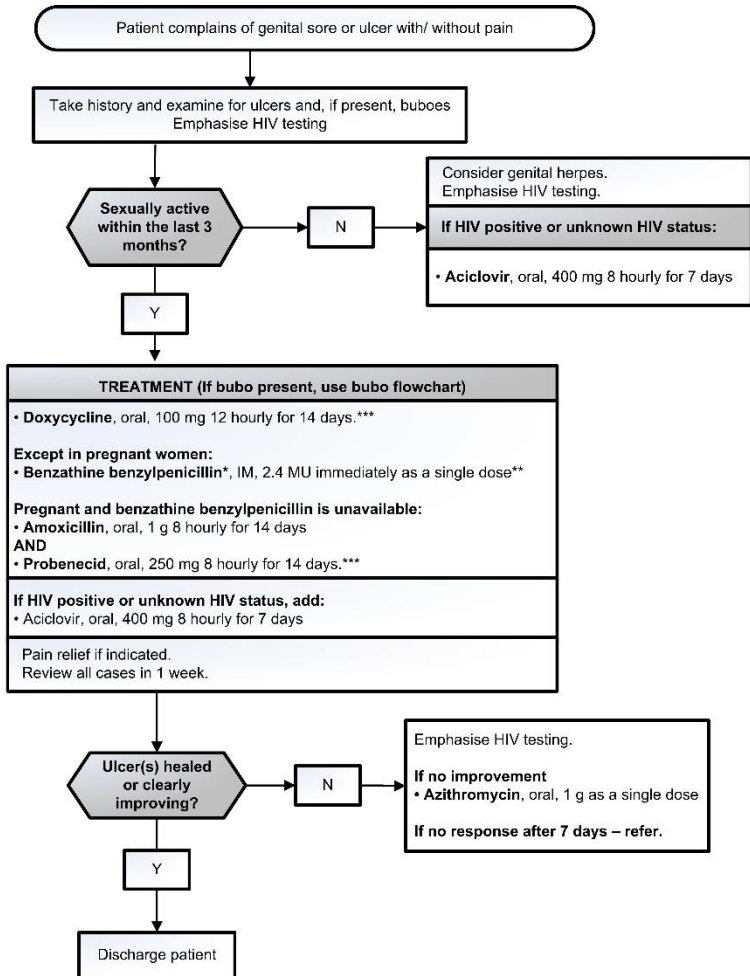 Patient complains of genital sore or ulcer with/ without pain
Take history and examine for ulcers and, if present, buboes
Emphasise HIV testing
Sexually active
within the last 3
months?
N
Consider genital herpes.
Emphasise HIV testing.
If HIV positive or unknown HIV status:
• Aciclovir, oral, 400 mg 8 hourly for 7 days
Y
TREATMENT (If bubo present, use bubo flowchart)
• Doxycycline, oral, 100 mg 12 hourly for 14 days.***
Except in pregnant women:
• Benzathine benzylpenicillin*, IM, 2.4 MU immediately as a single dose**
Pregnant and benzathine benzylpenicillin is unavailable:
• Amoxicillin, oral, 1 g 8 hourly for 14 days
AND
• Probenecid, oral, 250 mg 8 hourly for 14 days.***
If HIV positive or unknown HIV status, add:
• Aciclovir, oral, 400 mg 8 hourly for 7 days
Pain relief if indicated.
Review all cases in 1 week.
Ulcer(s) healed
or clearly
improving?
N
Emphasise HIV testing.
If no improvement
• Azithromycin, oral, 1 g as a single dose
If no response after 7 days – refer.
Y
Discharge patient